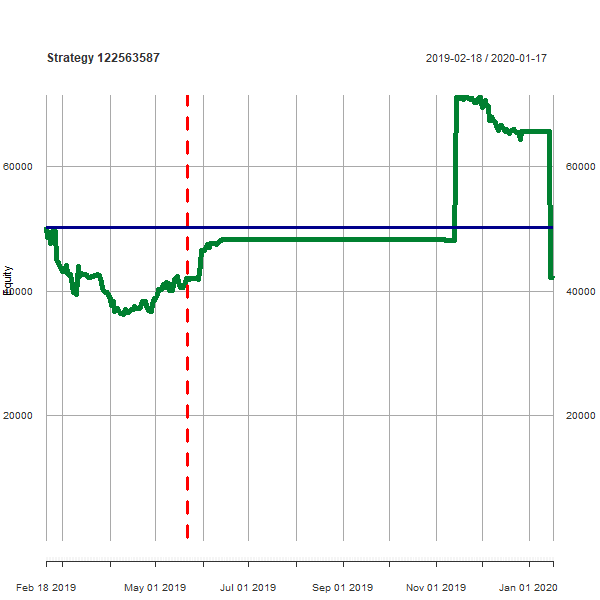 Strategy 122563587
2019-02-18 / 2020-01-17
60000
60000
Equity
40000
40000
20000
20000
Feb 18 2019
May 01 2019
Jul 01 2019
Sep 01 2019
Nov 01 2019
Jan 01 2020